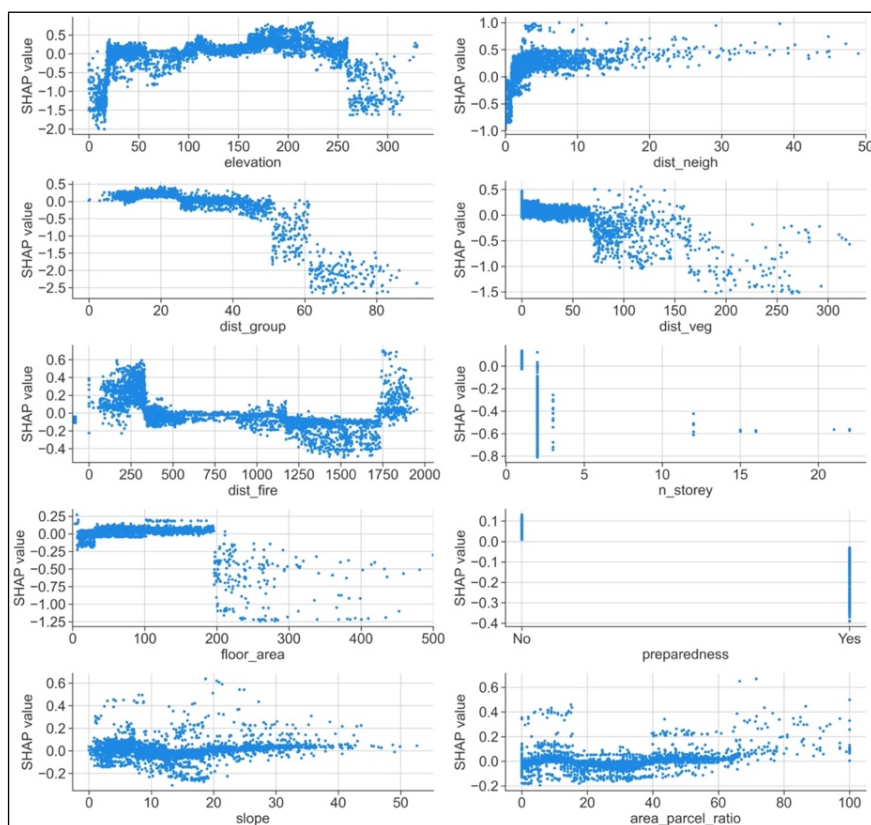 SHAP value
0.5
0.0
−0.5
−1.0
−1.5
−2.0
0 50 100 150 200 250 300
elevation
SHAP value
1.0
0.5
0.0
−0.5
−1.0
0 5 10 15 20 25 30 35 40 45 50
dist_neigh
SHAP value
0.5
0.0
−0.5
−1.0
−1.5
−2.0
−2.5
0 20 40 60 80
dist_group
SHAP value
0.5
0.0
−0.5
−1.0
−1.5
0 50 100 150 200 250 300
dist_veg
SHAP value
0.6
0.4
0.2
0.0
−0.2
−0.4
0 250 500 750 1000 1250 1500 1750 2000
dist_fire
SHAP value
0.0
−0.2
−0.4
−0.6
−0.8
5 10 15 20
n_storey
SHAP value
0.25
0.00
−0.25
−0.50
−0.75
−1.00
−1.25
0 100 200 300 400 500
floor_area
SHAP value
0.1
0.0
−0.1
−0.2
−0.3
−0.4
No Yes
preparedness
SHAP value
0.6
0.4
0.2
0.0
−0.2
0 10 20 30 40 50
slope
SHAP value
0.6
0.4
0.2
0.0
−0.2
0 20 40 60 80 100
area_parcel_ratio